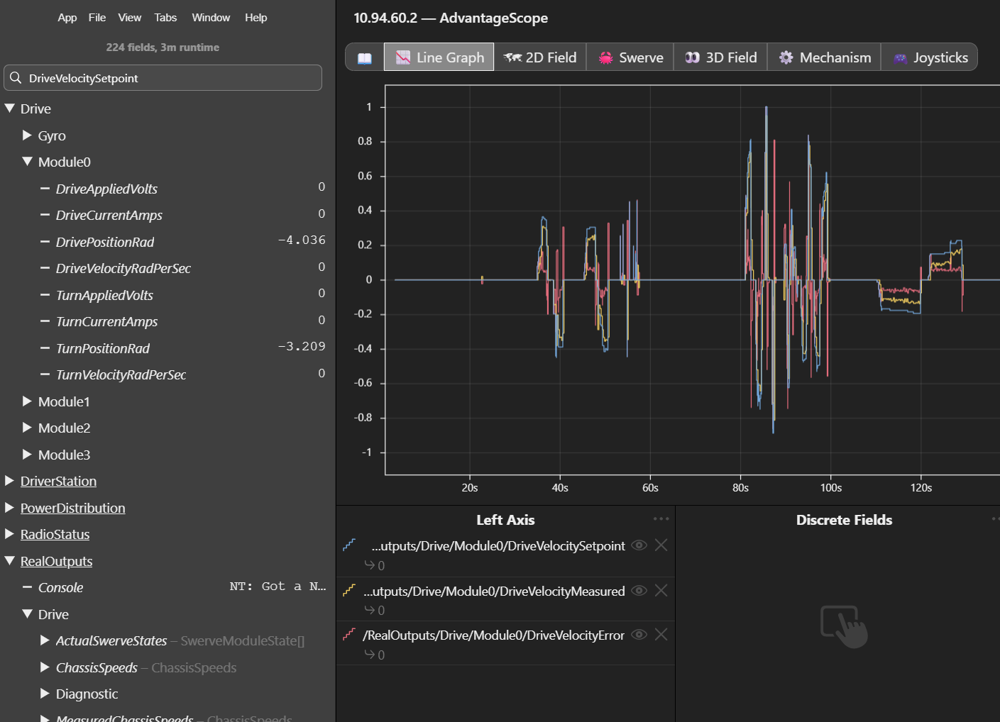 App File View Tabs Window Help
224 fields, 3m runtime
DriveVelocitySetpoint
Drive
Gyro
Module0
DriveAppliedVolts 0
DriveCurrentAmps 0
DrivePositionRad -4.036
DriveVelocityRadPerSec 0
TurnAppliedVolts 0
TurnCurrentAmps 0
TurnPositionRad -3.209
TurnVelocityRadPerSec 0
Module1
Module2
Module3
DriverStation
PowerDistribution
RadioStatus
RealOutputs
Console NT: Got a N…
Drive
ActualSwerveStates – SwerveModuleState[]
ChassisSpeeds – ChassisSpeeds
Diagnostic
MeasuredChassisSpeeds – ChassisSpeeds
10.94.60.2 — AdvantageScope
Line Graph 2D Field Swerve 3D Field Mechanism Joysticks
1
0.8
0.6
0.4
0.2
0
-0.2
-0.4
-0.6
-0.8
-1
20s 40s 60s 80s 100s 120s
Left Axis
…utputs/Drive/Module0/DriveVelocitySetpoint
0
…utputs/Drive/Module0/DriveVelocityMeasured
0
/RealOutputs/Drive/Module0/DriveVelocityError
0
Discrete Fields